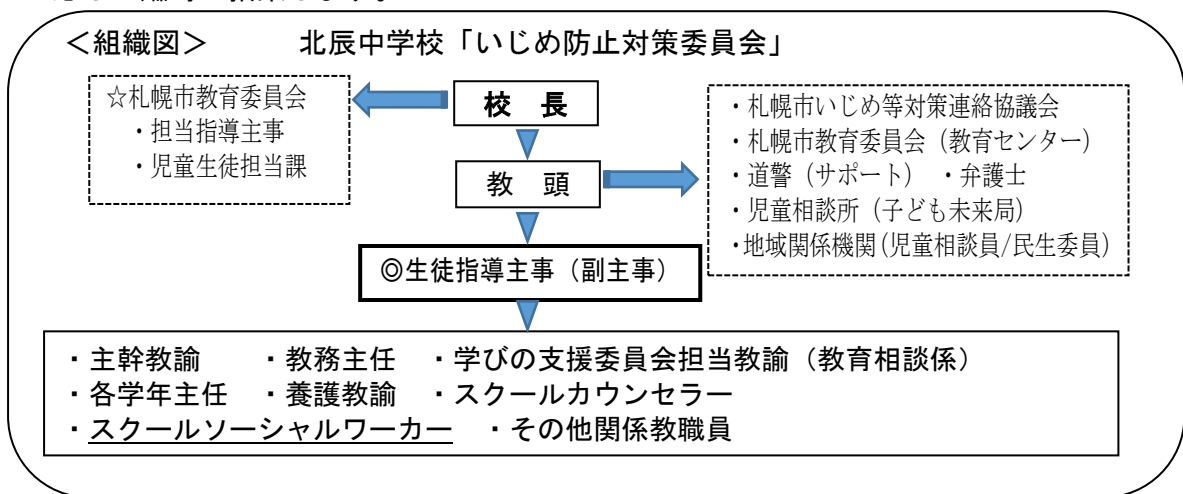 <組織図> 北辰中学校「いじめ防止対策委員会」
☆札幌市教育委員会
・担当指導主事
・児童生徒担当課
校 長
教 頭
・札幌市いじめ等対策連絡協議会
・札幌市教育委員会(教育センター)
・道警(サポート) ・弁護士
・児童相談所(子ども未来局)
・地域関係機関(児童相談員/民生委員)
◎生徒指導主事(副主事)
・主幹教諭 ・教務主任 ・学びの支援委員会担当教諭(教育相談係)
・各学年主任 ・養護教諭 ・スクールカウンセラー
・スクールソーシャルワーカー ・その他関係教職員